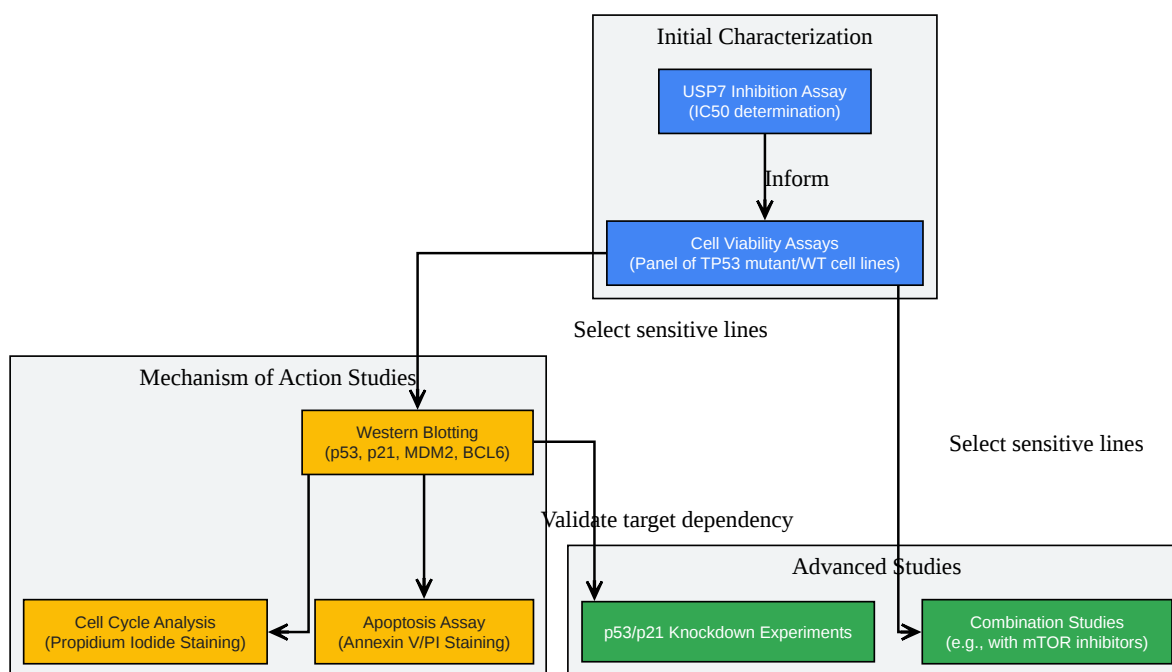 Initial Characterization
USP7 Inhibition Assay
(IC50 determination)
Inform
Cell Viability Assays
(Panel of TP53 mutant/WT cell lines)
Select sensitive lines
Mechanism of Action Studies
Western Blotting
(p53, p21, MDM2, BCL6)
Select sensitive lines
Validate target dependency
Advanced Studies
Cell Cycle Analysis
(Propidium Iodide Staining)
Apoptosis Assay
(Annexin V/PI Staining)
p53/p21 Knockdown Experiments
Combination Studies
(e.g., with mTOR inhibitors)